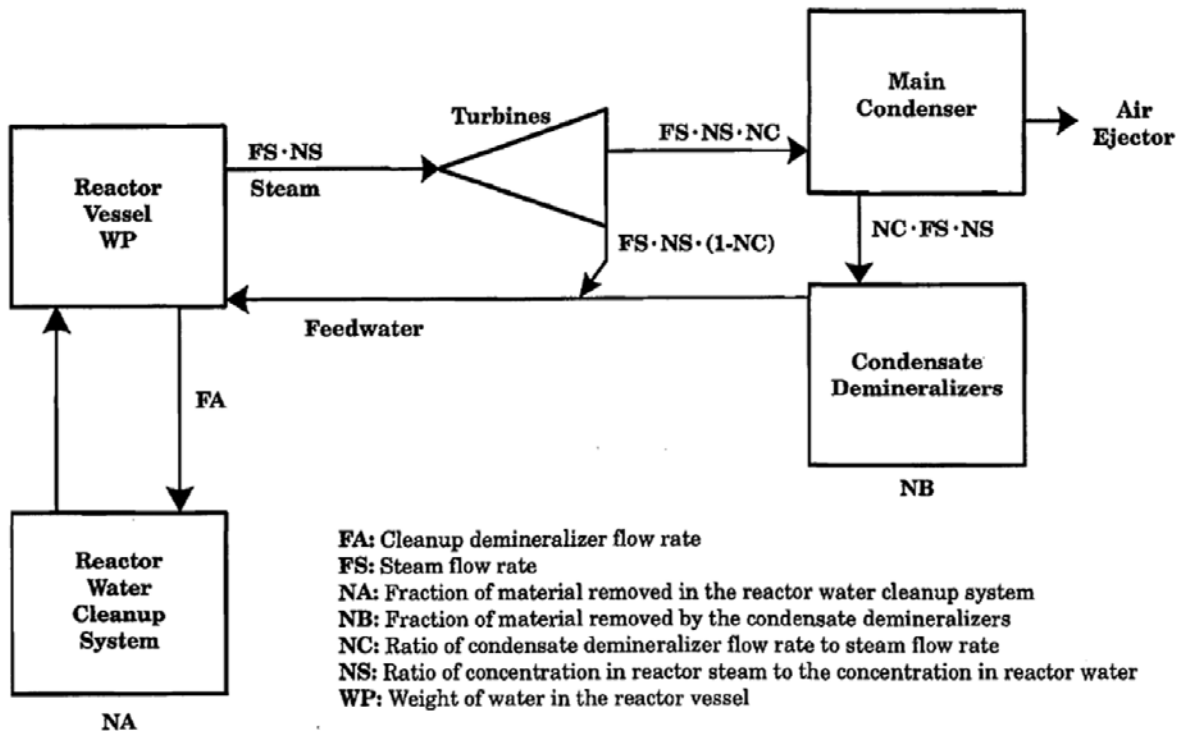 Main
Condenser
Air
Ejector
Turbines
FS·NS·NC
FS·NS
Steam
Reactor
Vessel
WP
FS·NS·(1-NC)
NC·FS·NS
Feedwater
Condensate
Demineralizers
FA
NB
Reactor
Water
Cleanup
System
NA
FA: Cleanup demineralizer flow rate
FS: Steam flow rate
NA: Fraction of material removed in the reactor water cleanup system
NB: Fraction of material removed by the condensate demineralizers
NC: Ratio of condensate demineralizer flow rate to steam flow rate
NS: Ratio of concentration in reactor steam to the concentration in reactor water
WP: Weight of water in the reactor vessel